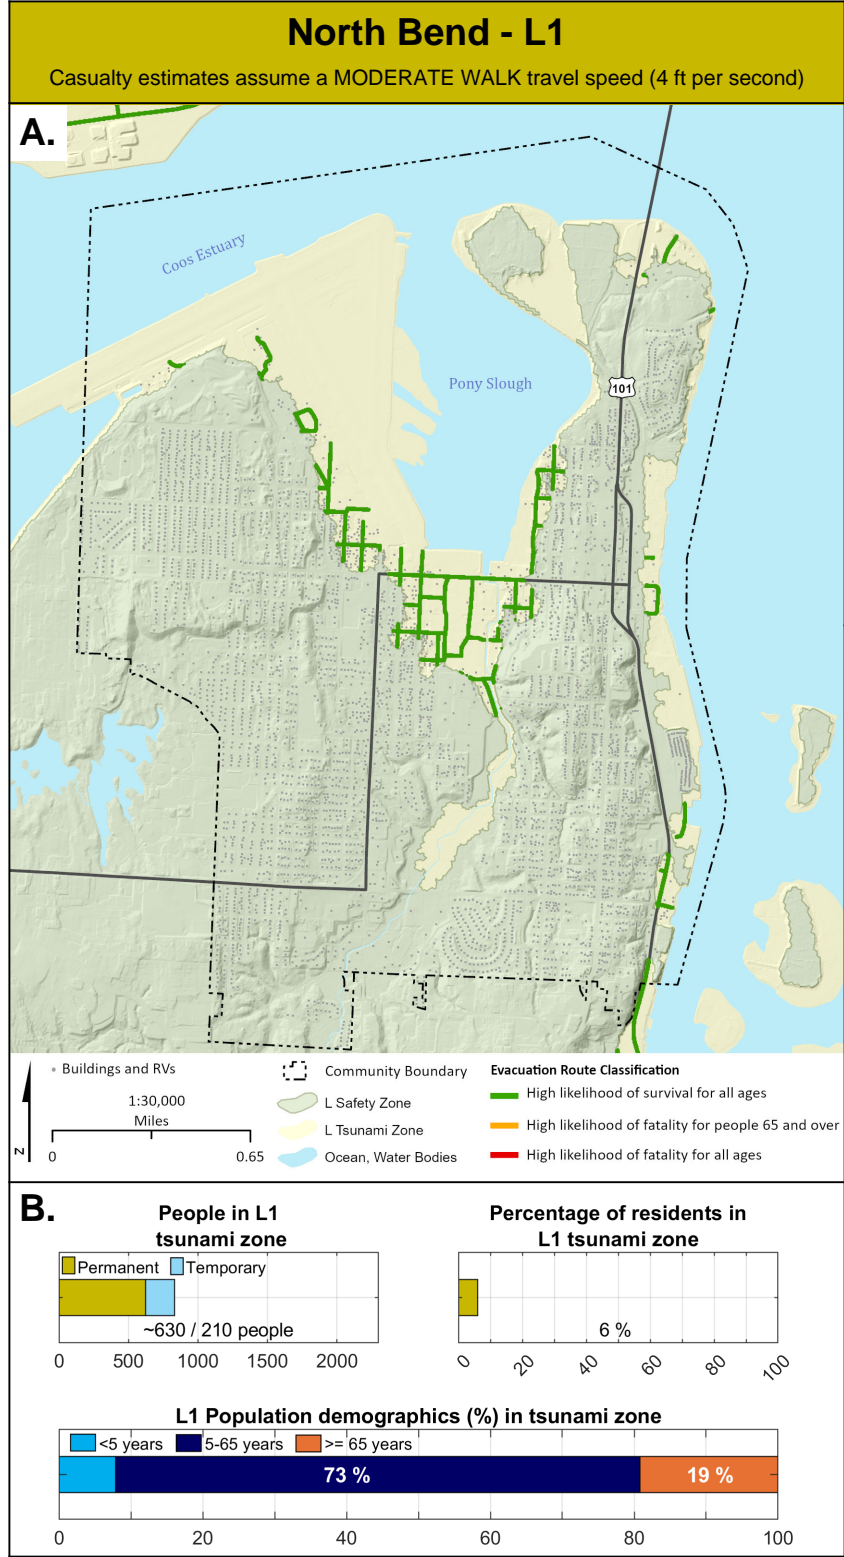 North Bend - L1
Casualty estimates assume a MODERATE WALK travel speed (4 ft per second)
A.
Coos Estuary
Pony Slough
101
Buildings and RVs
1:30,000
Miles
0 0.65
N
Community Boundary
L Safety Zone
L Tsunami Zone
Ocean, Water Bodies
Evacuation Route Classification
High likelihood of survival for all ages
High likelihood of fatality for people 65 and over
High likelihood of fatality for all ages
B.
People in L1
tsunami zone
Permanent Temporary
~630 / 210 people
0 500 1000 1500 2000
Percentage of residents in
L1 tsunami zone
6 %
0 20 40 60 80 100
L1 Population demographics (%) in tsunami zone
<5 years 5-65 years >= 65 years
73 % 19 %
0 20 40 60 80 100